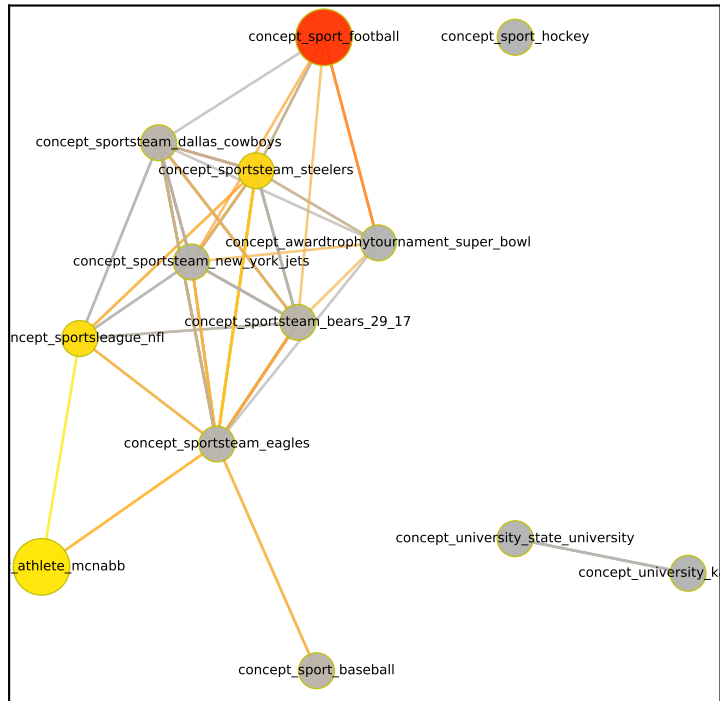 concept_sport_football
concept_sport_hockey
concept_sportsteam_dallas_cowboys
concept_sportsteam_steelers
concept_awardtrophytournament_super_bowl
concept_sportsteam_new_york_jets
concept_sportsteam_bears_29_17
ncept_sportsleague_nfl
concept_sportsteam_eagles
concept_university_state_university
_athlete_mcnabb
concept_university_k
concept_sport_baseball